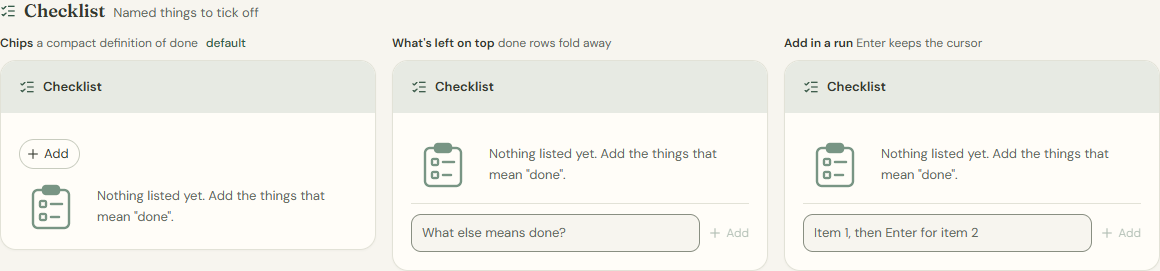 Checklist Named things to tick off
Chips a compact definition of done default
Checklist
+ Add
Nothing listed yet. Add the things that
mean "done".
What's left on top done rows fold away
Checklist
Nothing listed yet. Add the things that
mean "done".
What else means done?
+ Add
Add in a run Enter keeps the cursor
Checklist
Nothing listed yet. Add the things that
mean "done".
Item 1, then Enter for item 2
+ Add